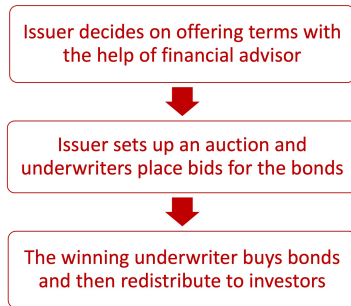 Issuer decides on offering terms with
the help of financial advisor
Issuer sets up an auction and
underwriters place bids for the bonds
The winning underwriter buys bonds
and then redistribute to investors